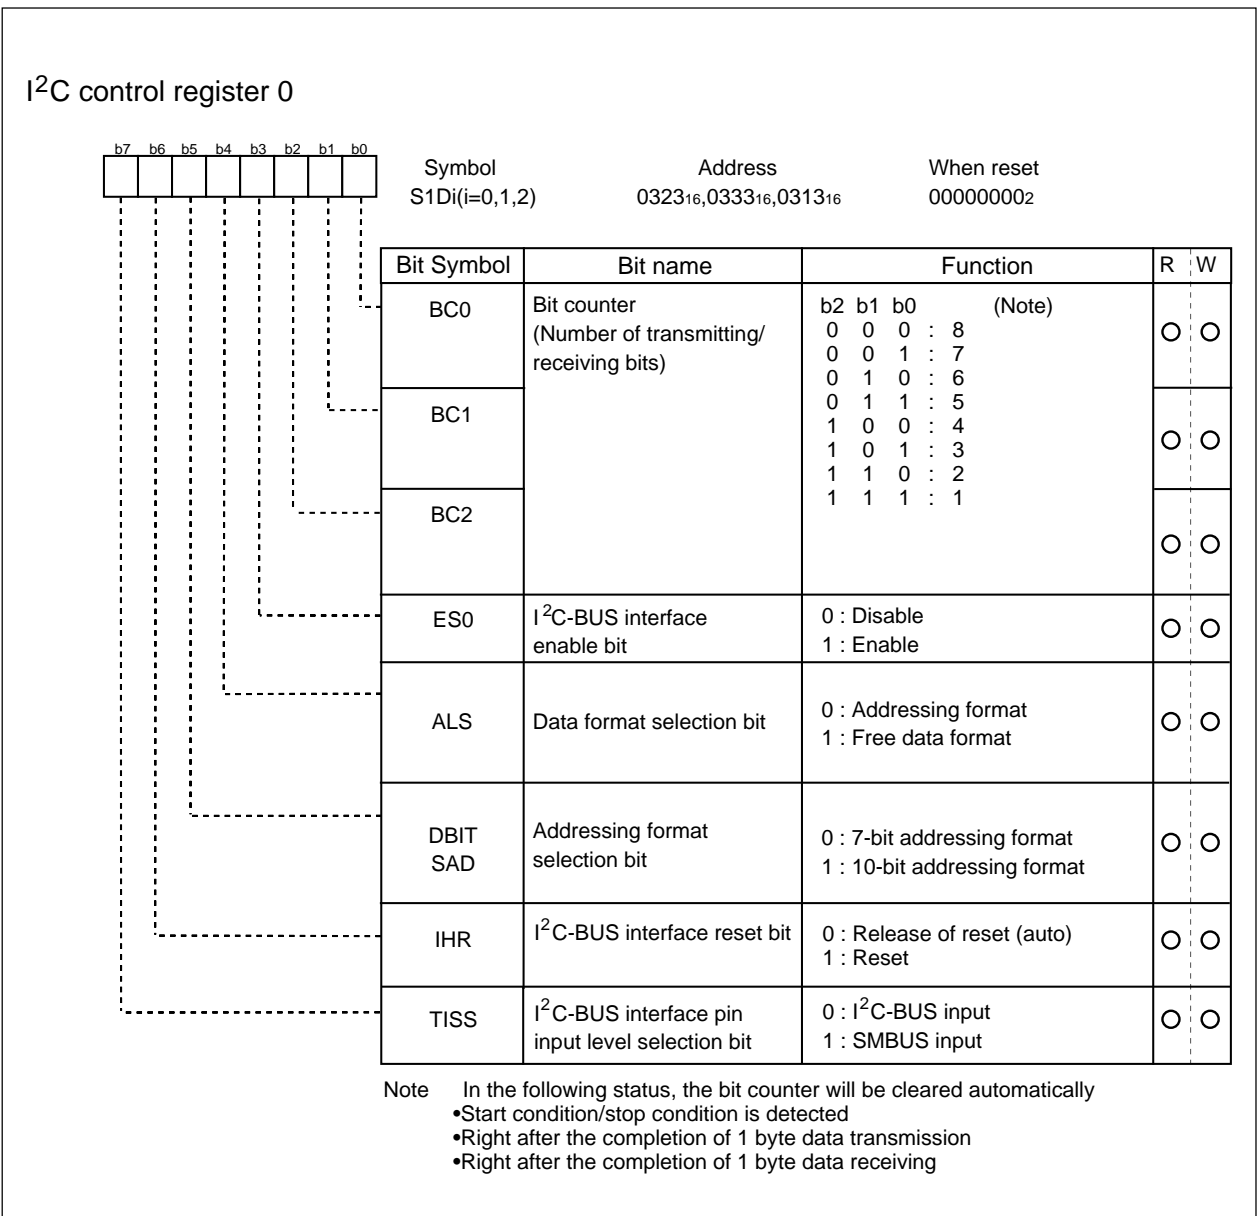 I2C control register 0
b7 b6 b5 b4 b3 b2 b1 b0
Symbol Address When reset
S1Di(i=0,1,2) 032316,033316,031316 000000002
Bit Symbol Bit name Function R W
BC0 Bit counter b2 b1 b0 (Note)
(Number of transmitting/ 0 0 0 : 8
receiving bits) 0 0 1 : 7
0 1 0 : 6
BC1 0 1 1 : 5
1 0 0 : 4
1 0 1 : 3
1 1 0 : 2
1 1 1 : 1
BC2
ES0 I2C-BUS interface 0 : Disable
enable bit 1 : Enable
ALS Data format selection bit 0 : Addressing format
1 : Free data format
DBIT Addressing format 0 : 7-bit addressing format
SAD selection bit 1 : 10-bit addressing format
IHR I2C-BUS interface reset bit 0 : Release of reset (auto)
1 : Reset
TISS I2C-BUS interface pin 0 : I2C-BUS input
input level selection bit 1 : SMBUS input
Note In the following status, the bit counter will be cleared automatically
•Start condition/stop condition is detected
•Right after the completion of 1 byte data transmission
•Right after the completion of 1 byte data receiving